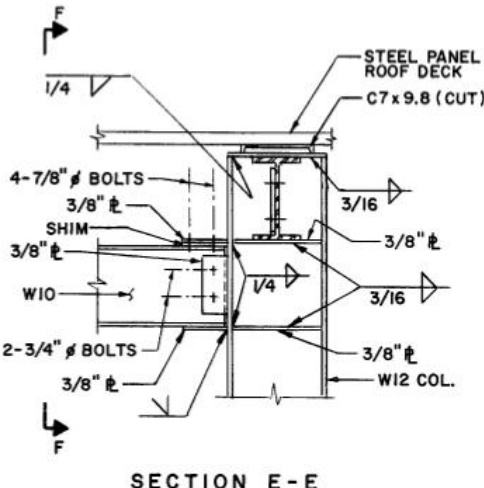 F
STEEL PANEL
ROOF DECK
1/4
C7 x 9.8 (CUT)
4-7/8" ø BOLTS
3/16
3/8" ℄
SHIM
3/8" ℄
3/8" ℄
1/4
W10
3/16
2-3/4" ø BOLTS
3/8" ℄
3/8" ℄
W12 COL.
F
SECTION E-E